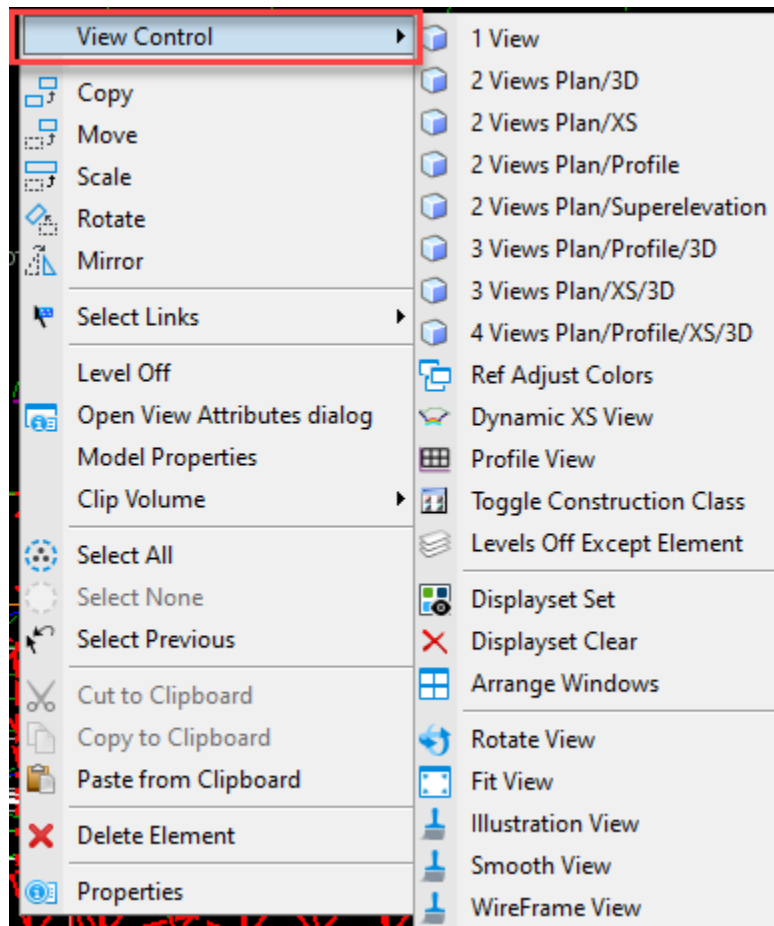 View Control
Copy
Move
Scale
Rotate
Mirror
Select Links
Level Off
Open View Attributes dialog
Model Properties
Clip Volume
Select All
Select None
Select Previous
Cut to Clipboard
Copy to Clipboard
Paste from Clipboard
Delete Element
Properties
1 View
2 Views Plan/3D
2 Views Plan/XS
2 Views Plan/Profile
2 Views Plan/Superelevation
3 Views Plan/Profile/3D
3 Views Plan/XS/3D
4 Views Plan/Profile/XS/3D
Ref Adjust Colors
Dynamic XS View
Profile View
Toggle Construction Class
Levels Off Except Element
Displayset Set
Displayset Clear
Arrange Windows
Rotate View
Fit View
Illustration View
Smooth View
WireFrame View